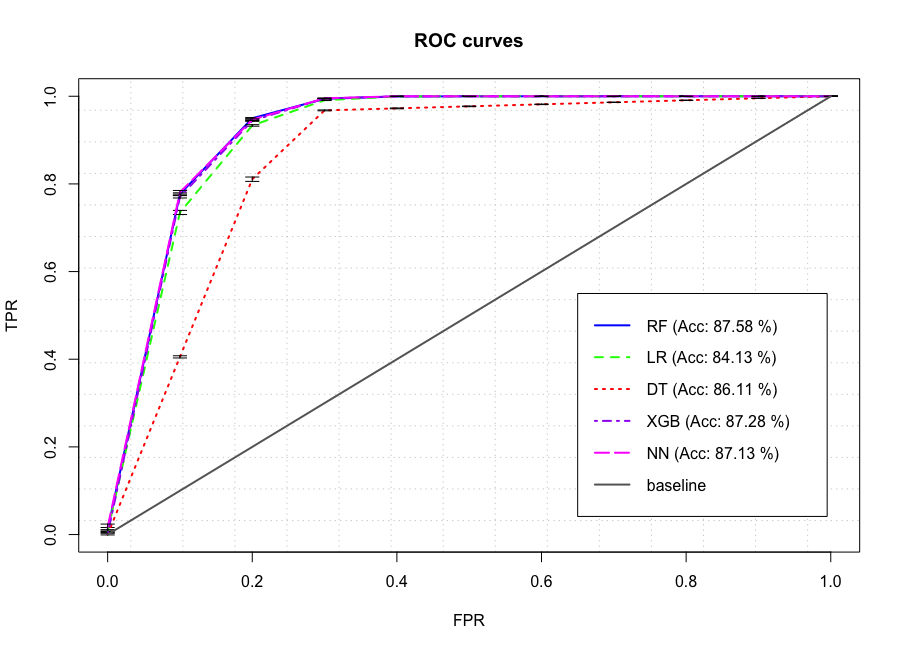 ROC curves
TPR
1.0
0.8
0.6
0.4
0.2
0.0
RF (Acc: 87.58 %)
LR (Acc: 84.13 %)
DT (Acc: 86.11 %)
XGB (Acc: 87.28 %)
NN (Acc: 87.13 %)
baseline
0.0 0.2 0.4 0.6 0.8 1.0
FPR